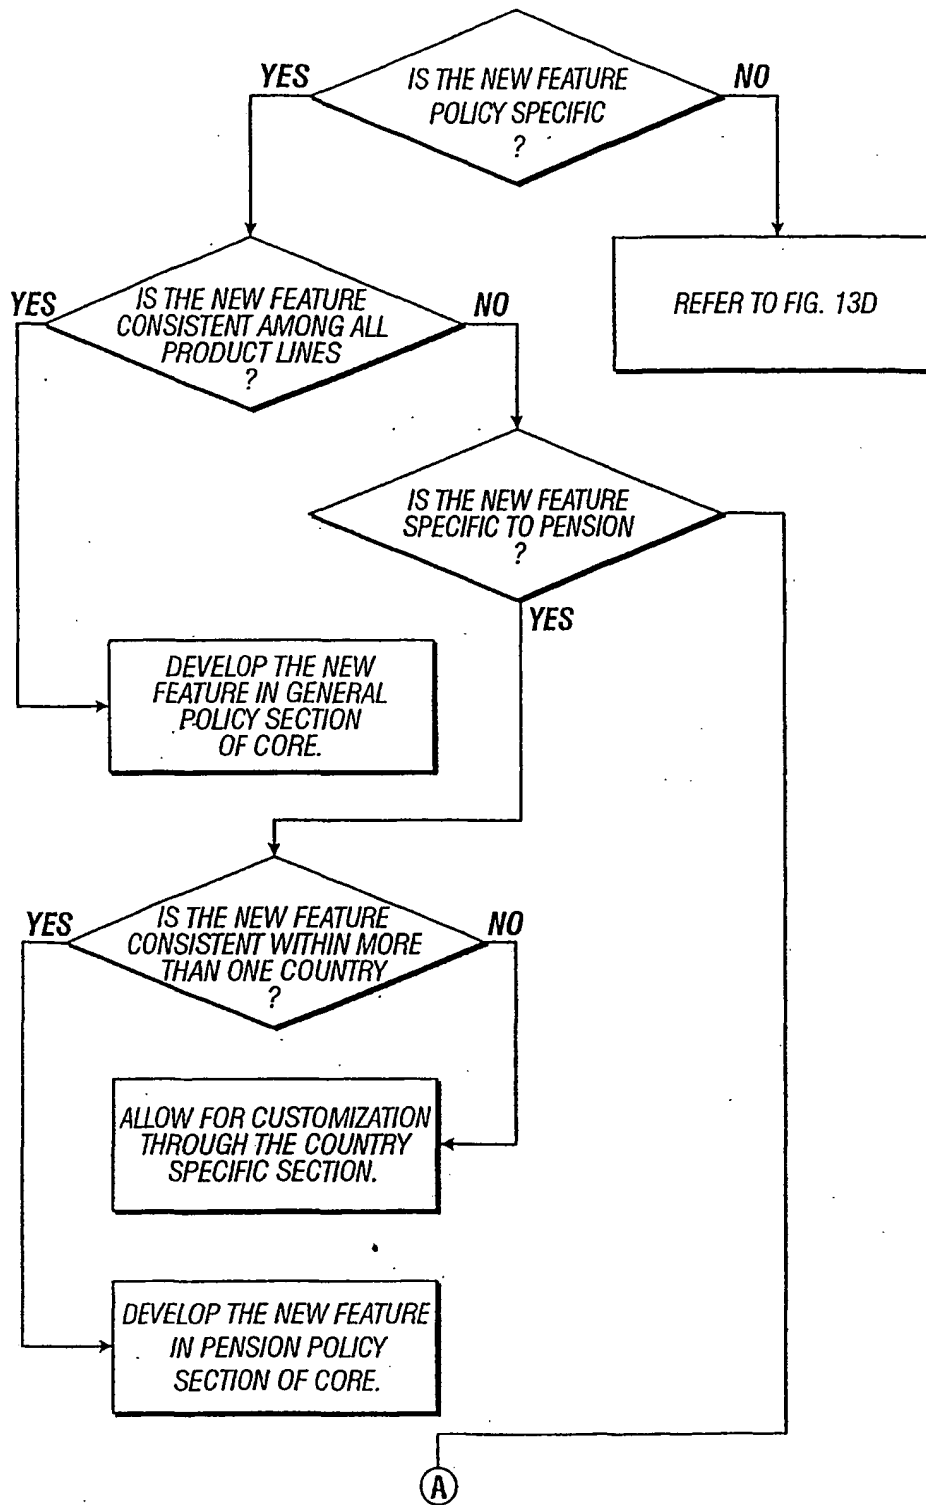 YES
IS THE NEW FEATURE
POLICY SPECIFIC
?
NO
YES
IS THE NEW FEATURE
CONSISTENT AMONG ALL
PRODUCT LINES
?
NO
REFER TO FIG. 13D
IS THE NEW FEATURE
SPECIFIC TO PENSION
?
YES
DEVELOP THE NEW
FEATURE IN GENERAL
POLICY SECTION
OF CORE.
YES
IS THE NEW FEATURE
CONSISTENT WITHIN MORE
THAN ONE COUNTRY
?
NO
ALLOW FOR CUSTOMIZATION
THROUGH THE COUNTRY
SPECIFIC SECTION.
DEVELOP THE NEW FEATURE
IN PENSION POLICY
SECTION OF CORE.
A